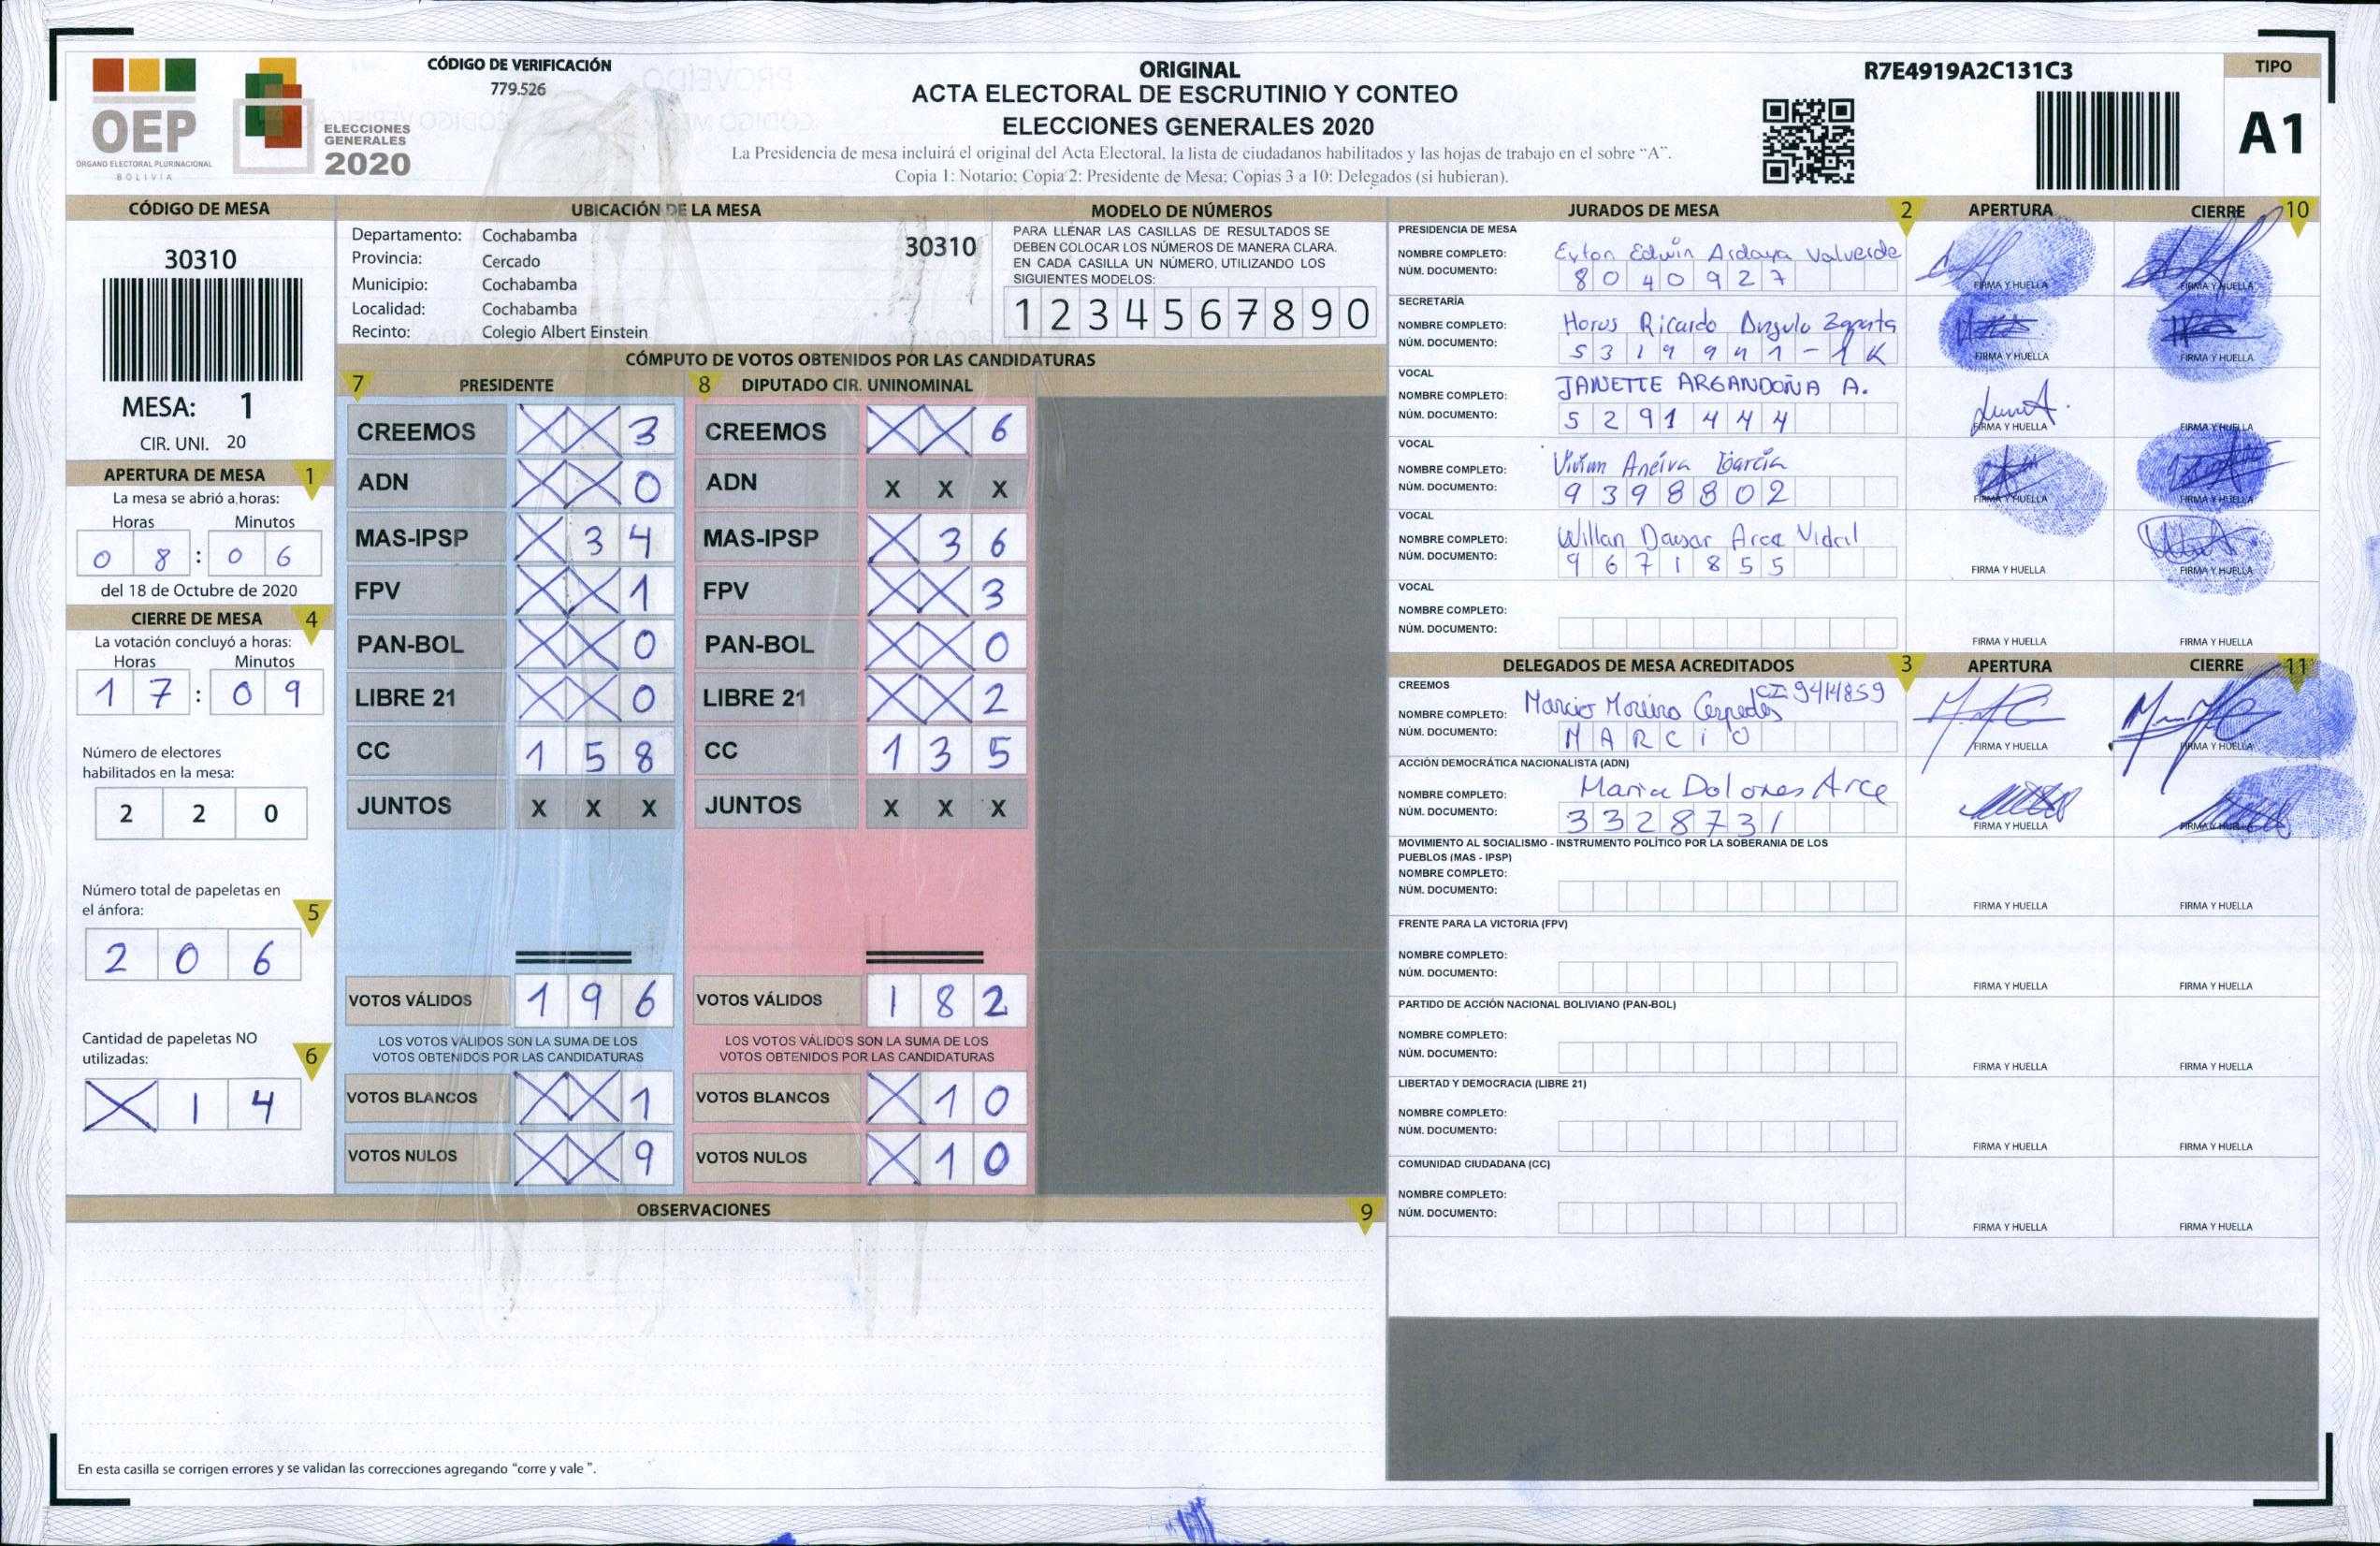 OEP
ÓRGANO ELECTORAL PLURINACIONAL
BOLIVIA
ELECCIONES
GENERALES
2020
CÓDIGO DE VERIFICACIÓN
779.526
ORIGINAL
ACTA ELECTORAL DE ESCRUTINIO Y CONTEO
ELECCIONES GENERALES 2020
La Presidencia de mesa incluirá el original del Acta Electoral, la lista de ciudadanos habilitados y las hojas de trabajo en el sobre "A".
Copia 1: Notario; Copia 2: Presidente de Mesa; Copias 3 a 10: Delegados (si hubieran).
R7E4919A2C131C3
TIPO
A1
CÓDIGO DE MESA
30310
MESA: 1
CIR. UNI. 20
APERTURA DE MESA 1
La mesa se abrió a horas:
Horas Minutos
0 8 : 0 6
del 18 de Octubre de 2020
CIERRE DE MESA 4
La votación concluyó a horas:
Horas Minutos
1 7 : 0 9
Número de electores
habilitados en la mesa:
2 2 0
Número total de papeletas en
el ánfora: 5
2 0 6
Cantidad de papeletas NO
utilizadas: 6
X 1 4
UBICACIÓN DE LA MESA
Departamento: Cochabamba
Provincia: Cercado
Municipio: Cochabamba
Localidad: Cochabamba
Recinto: Colegio Albert Einstein
30310
MODELO DE NÚMEROS
PARA LLENAR LAS CASILLAS DE RESULTADOS SE
DEBEN COLOCAR LOS NÚMEROS DE MANERA CLARA.
EN CADA CASILLA UN NÚMERO, UTILIZANDO LOS
SIGUIENTES MODELOS:
1 2 3 4 5 6 7 8 9 0
CÓMPUTO DE VOTOS OBTENIDOS POR LAS CANDIDATURAS
7 PRESIDENTE 8 DIPUTADO CIR. UNINOMINAL
CREEMOS X X 3 CREEMOS X X 6
ADN X X 0 ADN X X X
MAS-IPSP X 3 4 MAS-IPSP X 3 6
FPV X X 1 FPV X X 3
PAN-BOL X X 0 PAN-BOL X X 0
LIBRE 21 X X 0 LIBRE 21 X X 2
CC 1 5 8 CC 1 3 5
JUNTOS X X X JUNTOS X X X
VOTOS VÁLIDOS 1 9 6 VOTOS VÁLIDOS 1 8 2
LOS VOTOS VÁLIDOS SON LA SUMA DE LOS LOS VOTOS VÁLIDOS SON LA SUMA DE LOS
VOTOS OBTENIDOS POR LAS CANDIDATURAS VOTOS OBTENIDOS POR LAS CANDIDATURAS
VOTOS BLANCOS X X 1 VOTOS BLANCOS X 1 0
VOTOS NULOS X X 9 VOTOS NULOS X 1 0
OBSERVACIONES 9
En esta casilla se corrigen errores y se validan las correcciones agregando "corre y vale ".
JURADOS DE MESA 2 APERTURA CIERRE 10
PRESIDENCIA DE MESA
NOMBRE COMPLETO: Edwin Ardaya Valverde
NÚM. DOCUMENTO: 8 0 4 0 9 2 7
FIRMA Y HUELLA FIRMA Y HUELLA
SECRETARÍA
NOMBRE COMPLETO: Horus Ricardo Angulo Zapata
NÚM. DOCUMENTO: 5 3 1 9 9 4 1 - 1 K
FIRMA Y HUELLA FIRMA Y HUELLA
VOCAL
NOMBRE COMPLETO: JANETTE ARGANDOÑA A.
NÚM. DOCUMENTO: 5 2 9 1 4 4 4
FIRMA Y HUELLA FIRMA Y HUELLA
VOCAL
NOMBRE COMPLETO: Vivian Aneiva García
NÚM. DOCUMENTO: 9 3 9 8 8 0 2
FIRMA Y HUELLA FIRMA Y HUELLA
VOCAL
NOMBRE COMPLETO: Willan Arce Vidal
NÚM. DOCUMENTO: 9 6 7 1 8 5 5
FIRMA Y HUELLA FIRMA Y HUELLA
VOCAL
NOMBRE COMPLETO:
NÚM. DOCUMENTO:
FIRMA Y HUELLA FIRMA Y HUELLA
DELEGADOS DE MESA ACREDITADOS 3 APERTURA CIERRE 11
CREEMOS
CI 9414859
NOMBRE COMPLETO: Marcio Moreno Cespedes
NÚM. DOCUMENTO: M A R C I O
FIRMA Y HUELLA FIRMA Y HUELLA
ACCIÓN DEMOCRÁTICA NACIONALISTA (ADN)
NOMBRE COMPLETO: Maria Dolores Arce
NÚM. DOCUMENTO: 3 3 2 8 7 3 1
FIRMA Y HUELLA FIRMA Y HUELLA
MOVIMIENTO AL SOCIALISMO - INSTRUMENTO POLÍTICO POR LA SOBERANIA DE LOS
PUEBLOS (MAS - IPSP)
NOMBRE COMPLETO:
NÚM. DOCUMENTO:
FIRMA Y HUELLA FIRMA Y HUELLA
FRENTE PARA LA VICTORIA (FPV)
NOMBRE COMPLETO:
NÚM. DOCUMENTO:
FIRMA Y HUELLA FIRMA Y HUELLA
PARTIDO DE ACCIÓN NACIONAL BOLIVIANO (PAN-BOL)
NOMBRE COMPLETO:
NÚM. DOCUMENTO:
FIRMA Y HUELLA FIRMA Y HUELLA
LIBERTAD Y DEMOCRACIA (LIBRE 21)
NOMBRE COMPLETO:
NÚM. DOCUMENTO:
FIRMA Y HUELLA FIRMA Y HUELLA
COMUNIDAD CIUDADANA (CC)
NOMBRE COMPLETO:
NÚM. DOCUMENTO:
FIRMA Y HUELLA FIRMA Y HUELLA